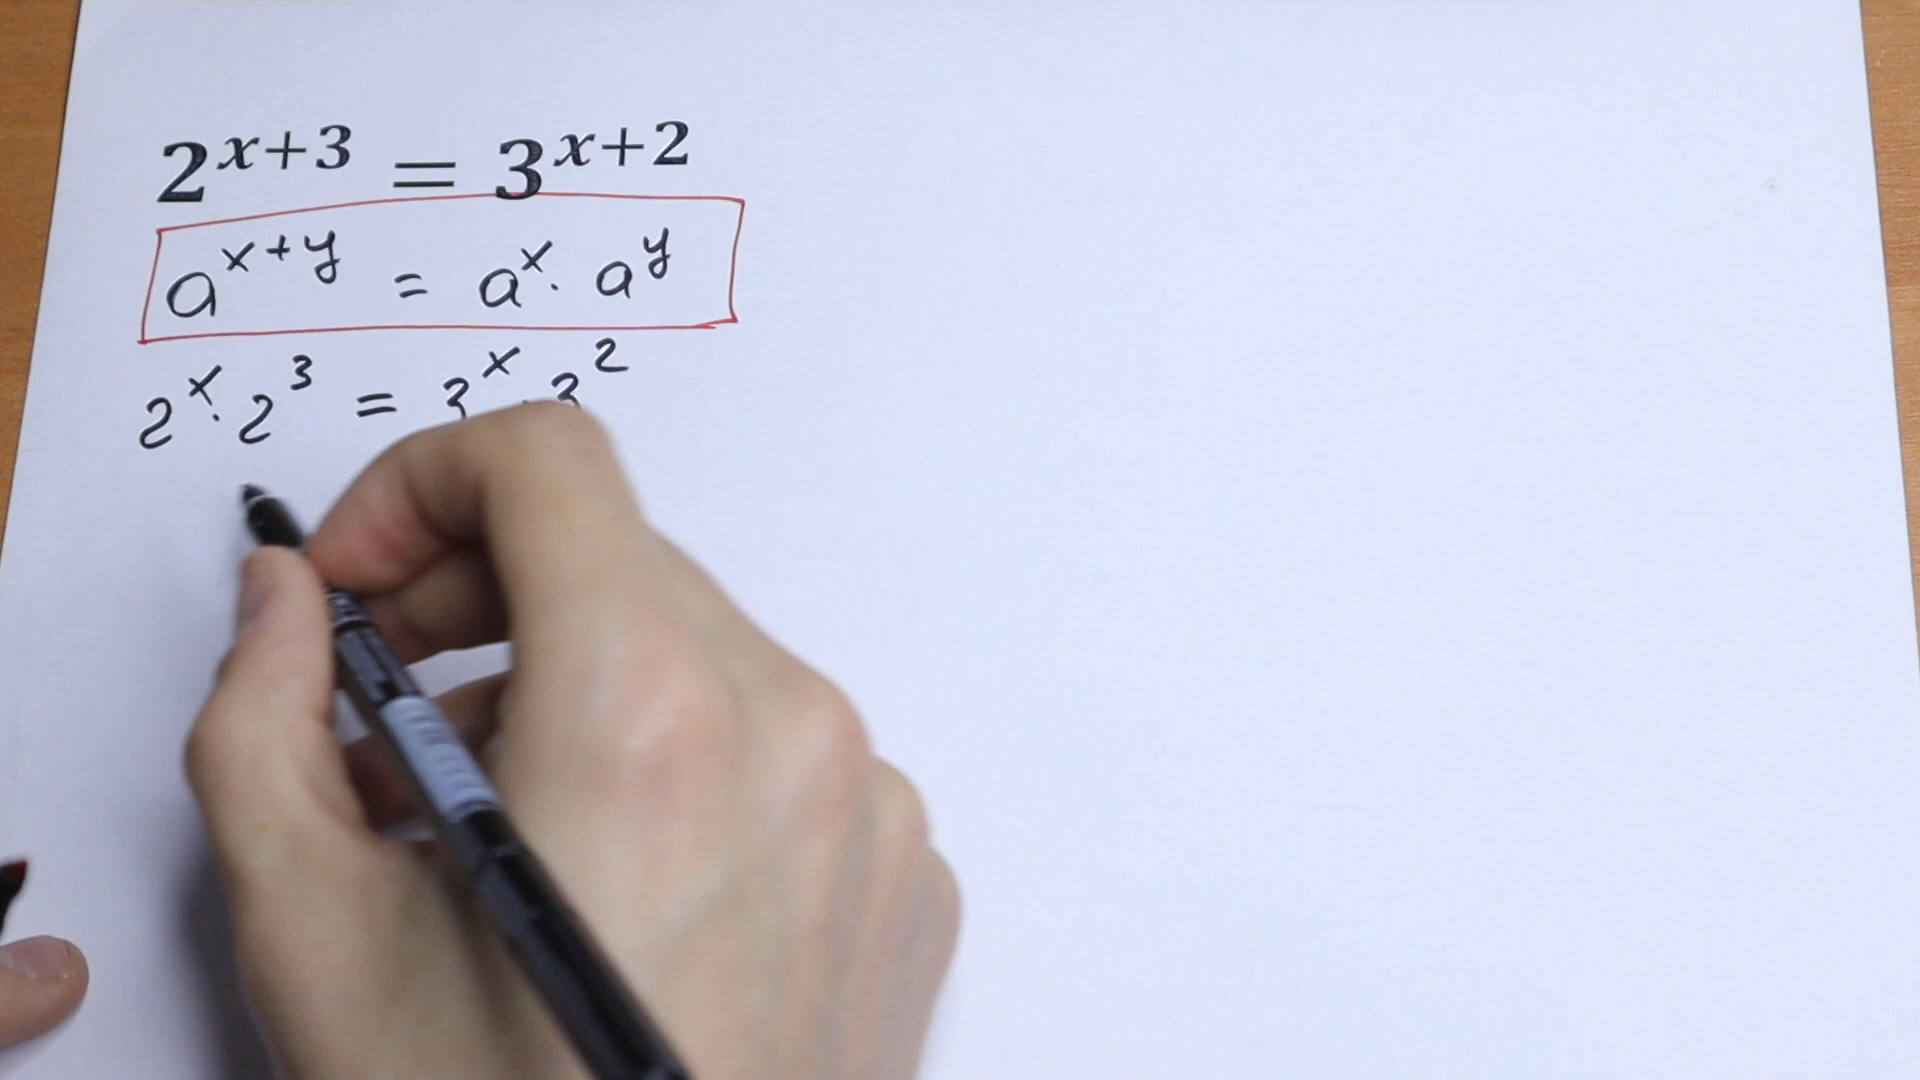 2^{x+3} = 3^{x+2}
a^{x+y} = a^x · a^y
2^x · 2^3 = 3^x · 3^2